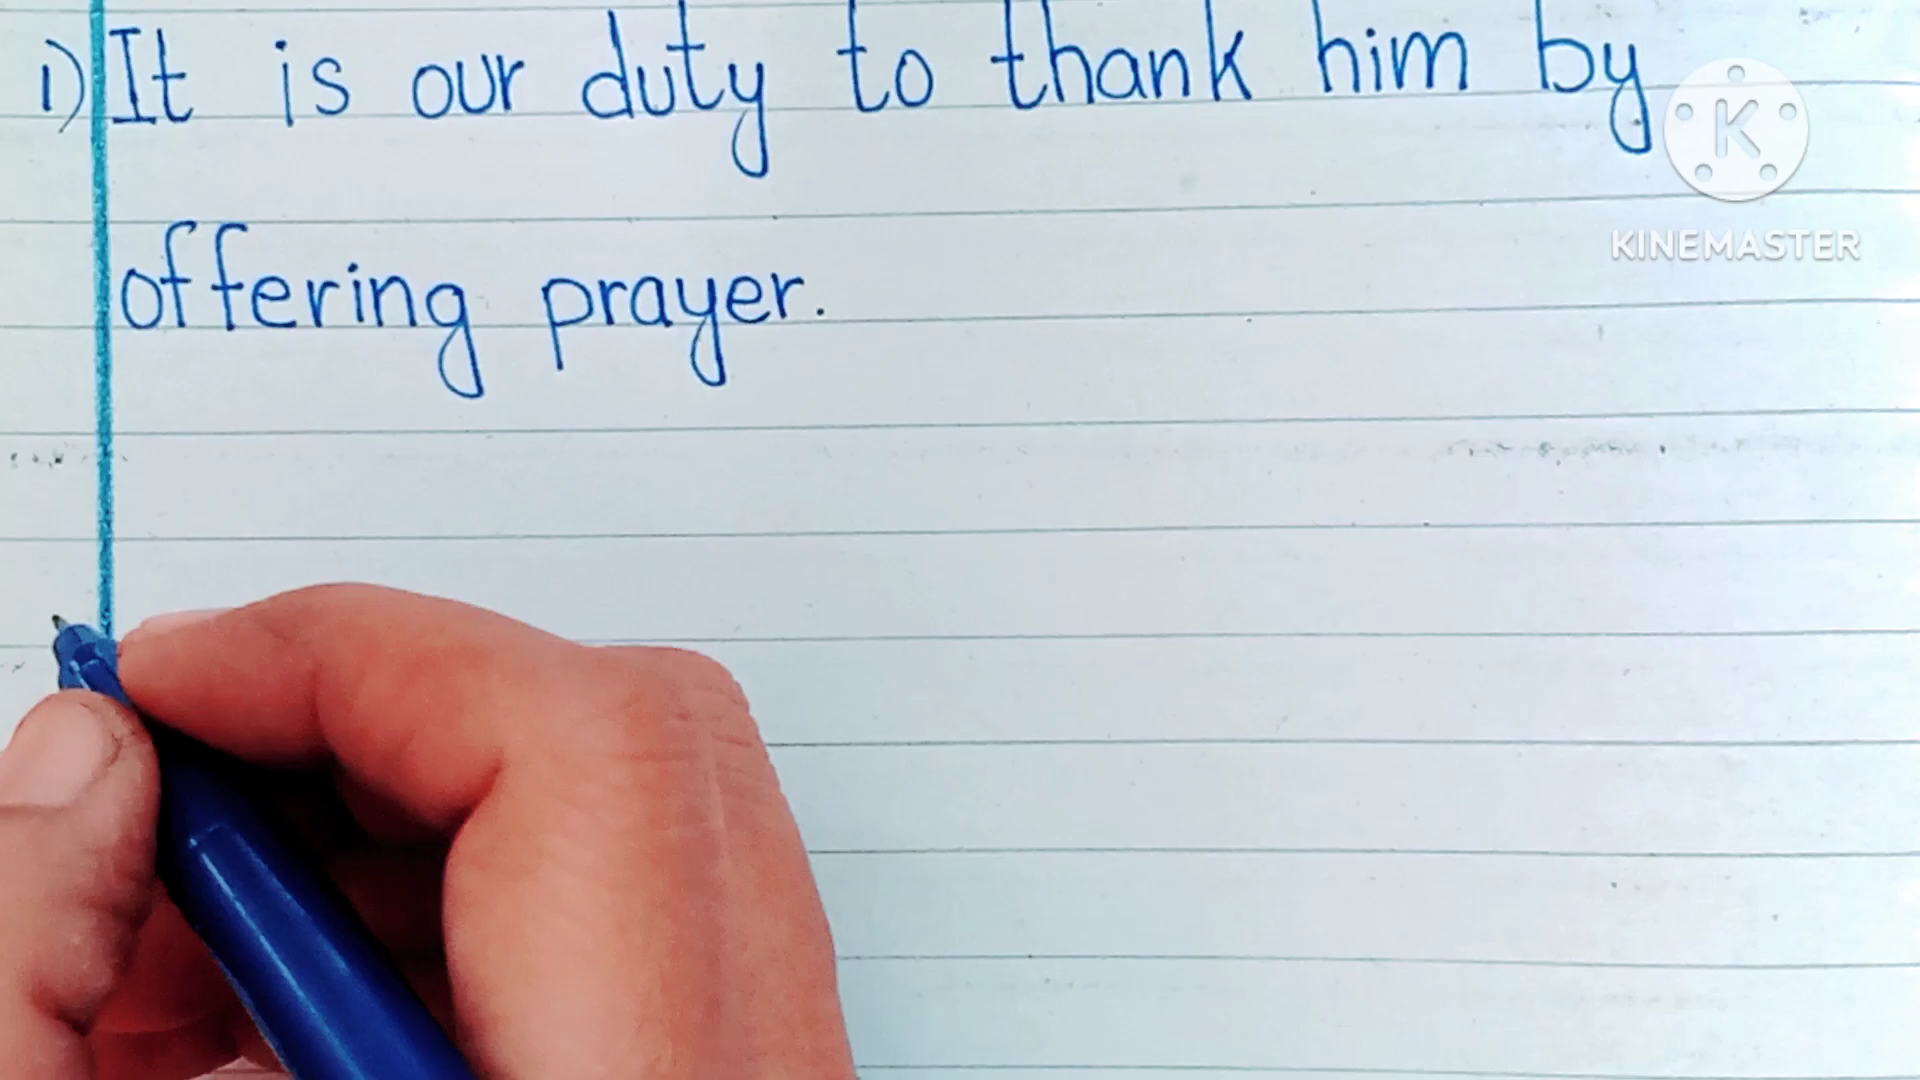 1) It is our duty to thank him by
offering prayer.
K
KINEMASTER